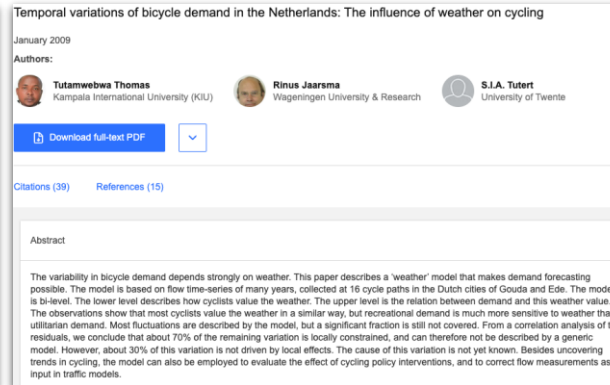 Temporal variations of bicycle demand in the Netherlands: The influence of weather on cycling
January 2009
Authors:
Tutamwebwa Thomas
Kampala International University (KIU)
Rinus Jaarsma
Wageningen University & Research
S.I.A. Tutert
University of Twente
Download full-text PDF
Citations (39)
References (15)
Abstract
The variability in bicycle demand depends strongly on weather. This paper describes a 'weather' model that makes demand forecasting
possible. The model is based on flow time-series of many years, collected at 16 cycle paths in the Dutch cities of Gouda and Ede. The mode
is bi-level. The lower level describes how cyclists value the weather. The upper level is the relation between demand and this weather value.
The observations show that most cyclists value the weather in a similar way, but recreational demand is much more sensitive to weather tha
utilitarian demand. Most fluctuations are described by the model, but a significant fraction is still not covered. From a correlation analysis of t
residuals, we conclude that about 70% of the remaining variation is locally constrained, and can therefore not be described by a generic
model. However, about 30% of this variation is not driven by local effects. The cause of this variation is not yet known. Besides uncovering
trends in cycling, the model can also be employed to evaluate the effect of cycling policy interventions, and to correct flow measurements as
input in traffic models.